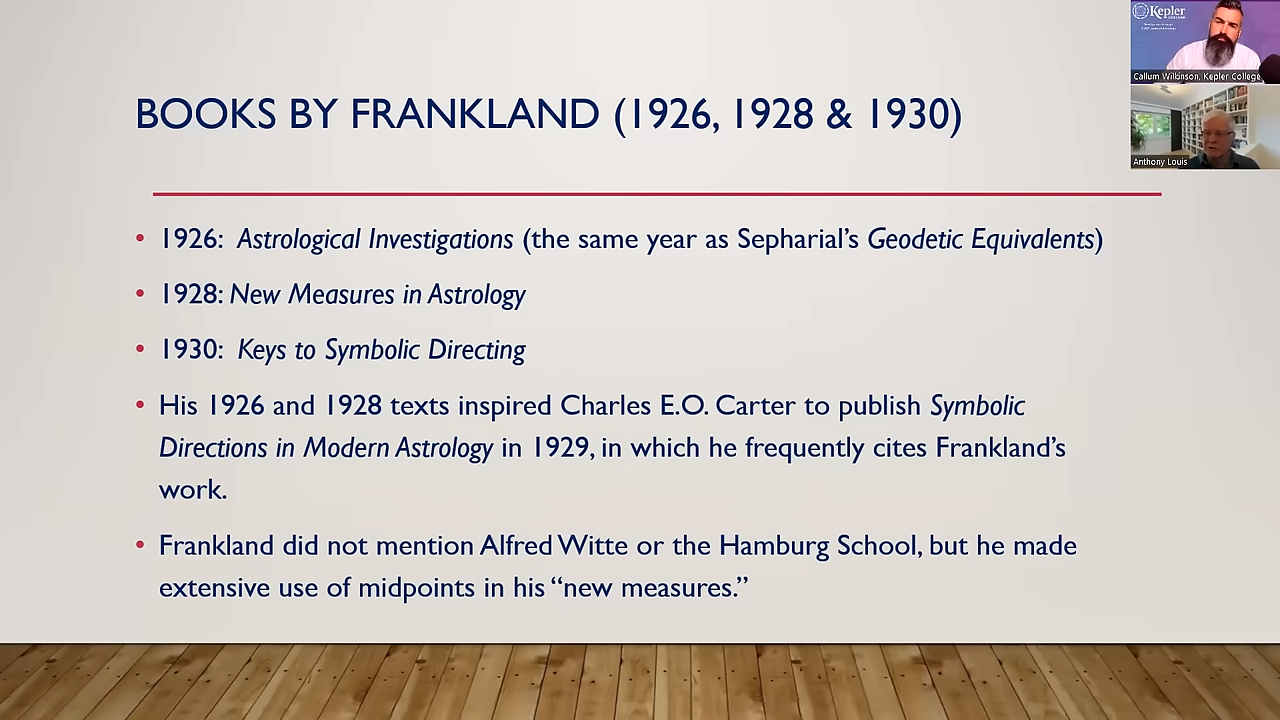 BOOKS BY FRANKLAND (1926, 1928 & 1930)
• 1926: Astrological Investigations (the same year as Sepharial’s Geodetic Equivalents)
• 1928: New Measures in Astrology
• 1930: Keys to Symbolic Directing
• His 1926 and 1928 texts inspired Charles E.O. Carter to publish Symbolic
Directions in Modern Astrology in 1929, in which he frequently cites Frankland’s
work.
• Frankland did not mention Alfred Witte or the Hamburg School, but he made
extensive use of midpoints in his “new measures.”
Kepler
Callum Wilkinson, Kepler College
Anthony Louis